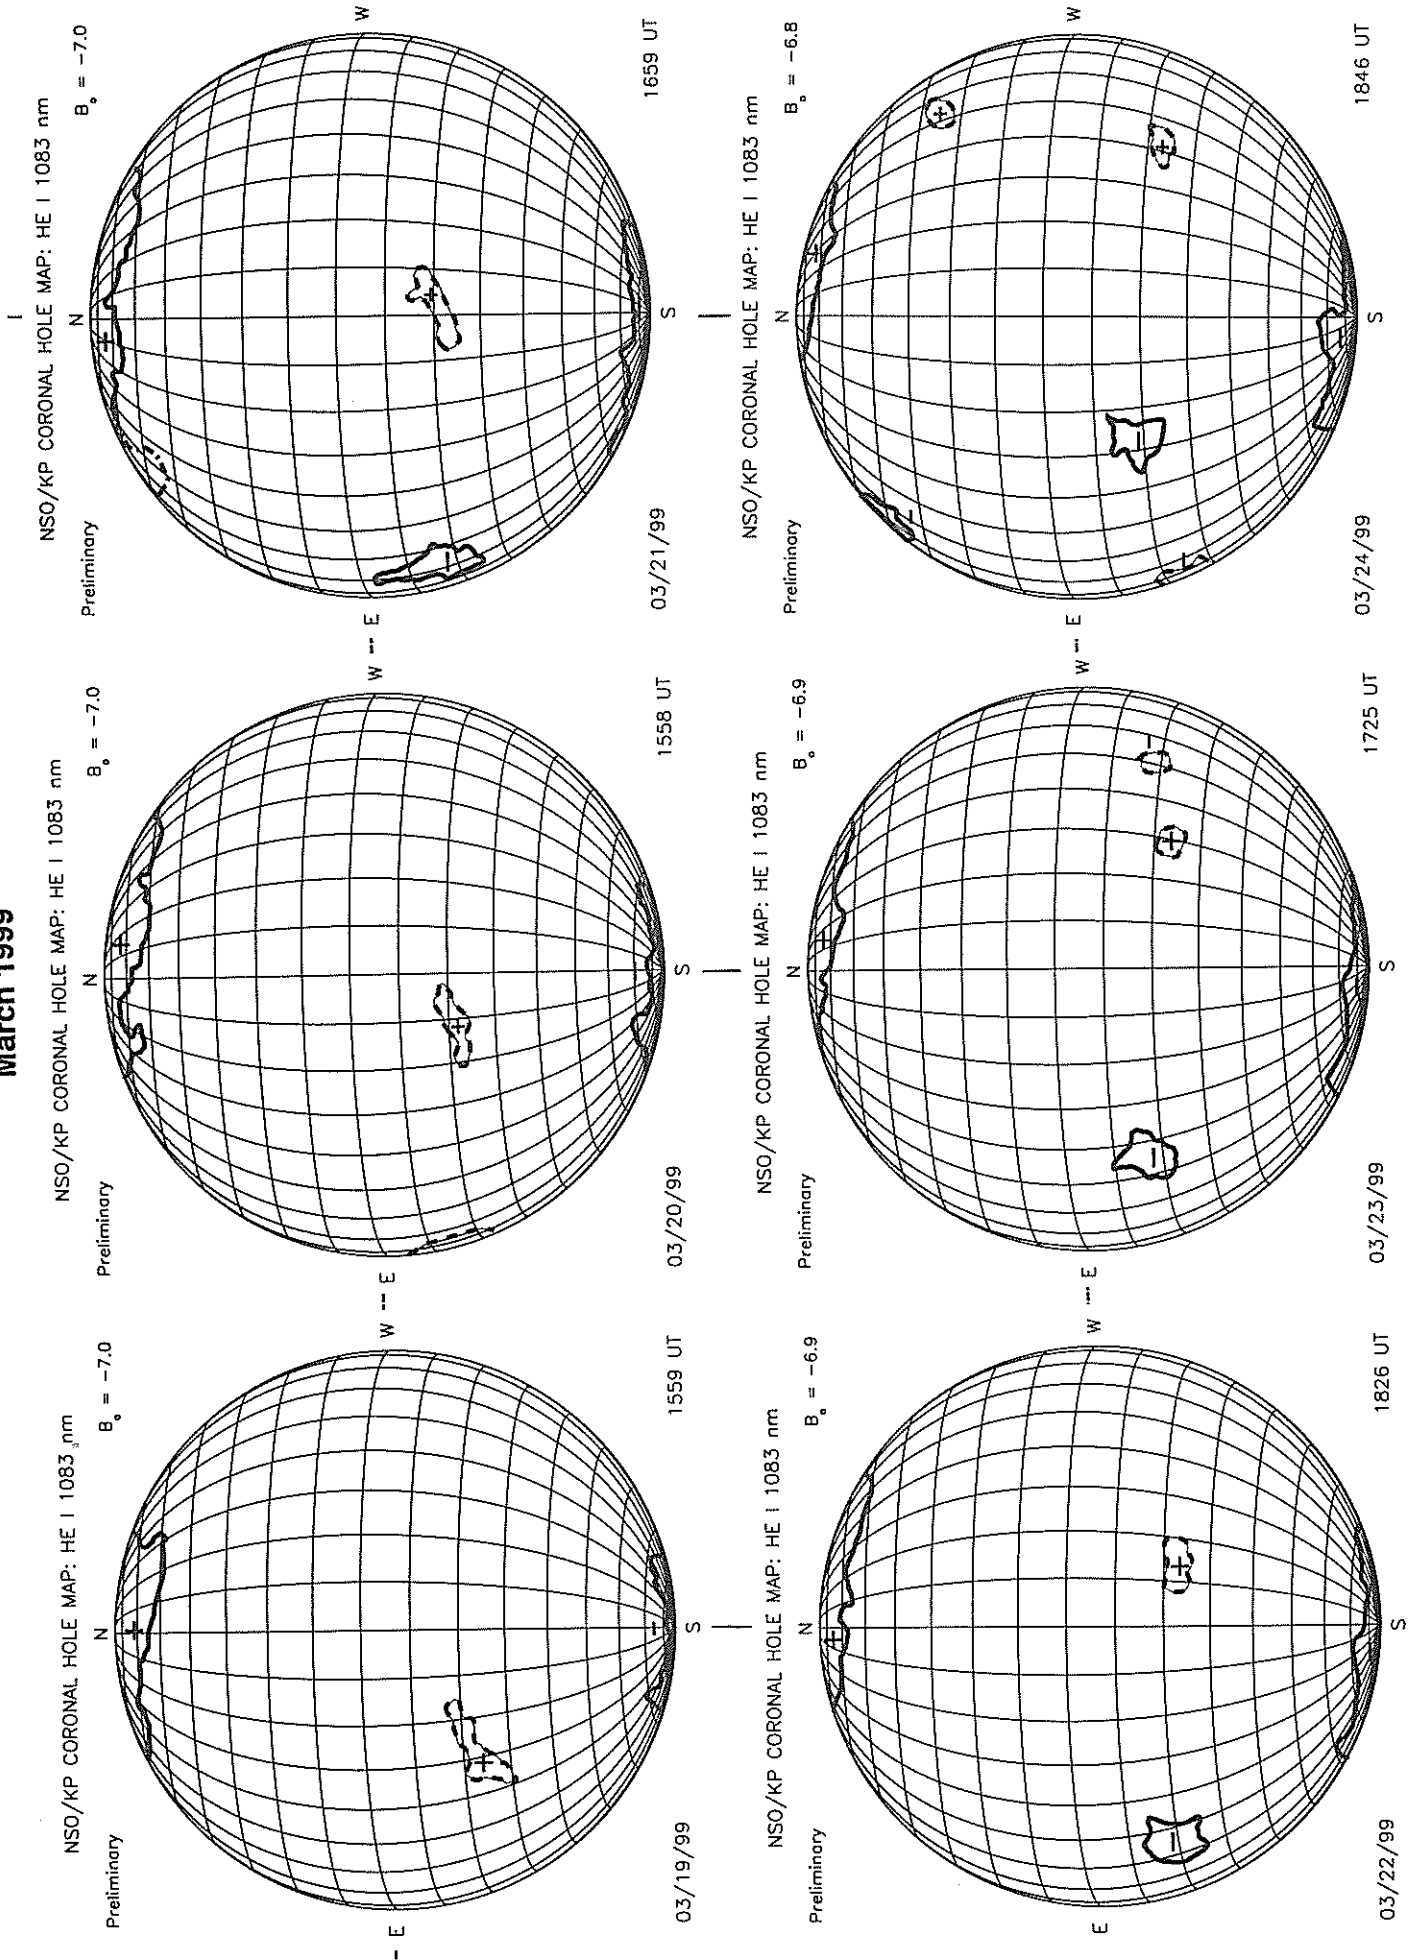 March 1999
NSO/KP CORONAL HOLE MAP: HE I 1083 nm
Preliminary
B₀ = -7.0
N
E
W
S
03/19/99
1559 UT
NSO/KP CORONAL HOLE MAP: HE I 1083 nm
Preliminary
B₀ = -7.0
N
E
W
S
03/20/99
1558 UT
NSO/KP CORONAL HOLE MAP: HE I 1083 nm
Preliminary
B₀ = -7.0
N
E
W
S
03/21/99
1659 UT
NSO/KP CORONAL HOLE MAP: HE I 1083 nm
Preliminary
B₀ = -6.9
N
E
W
S
03/22/99
1826 UT
NSO/KP CORONAL HOLE MAP: HE I 1083 nm
Preliminary
B₀ = -6.9
N
E
W
S
03/23/99
1725 UT
NSO/KP CORONAL HOLE MAP: HE I 1083 nm
Preliminary
B₀ = -6.8
N
E
W
S
03/24/99
1846 UT